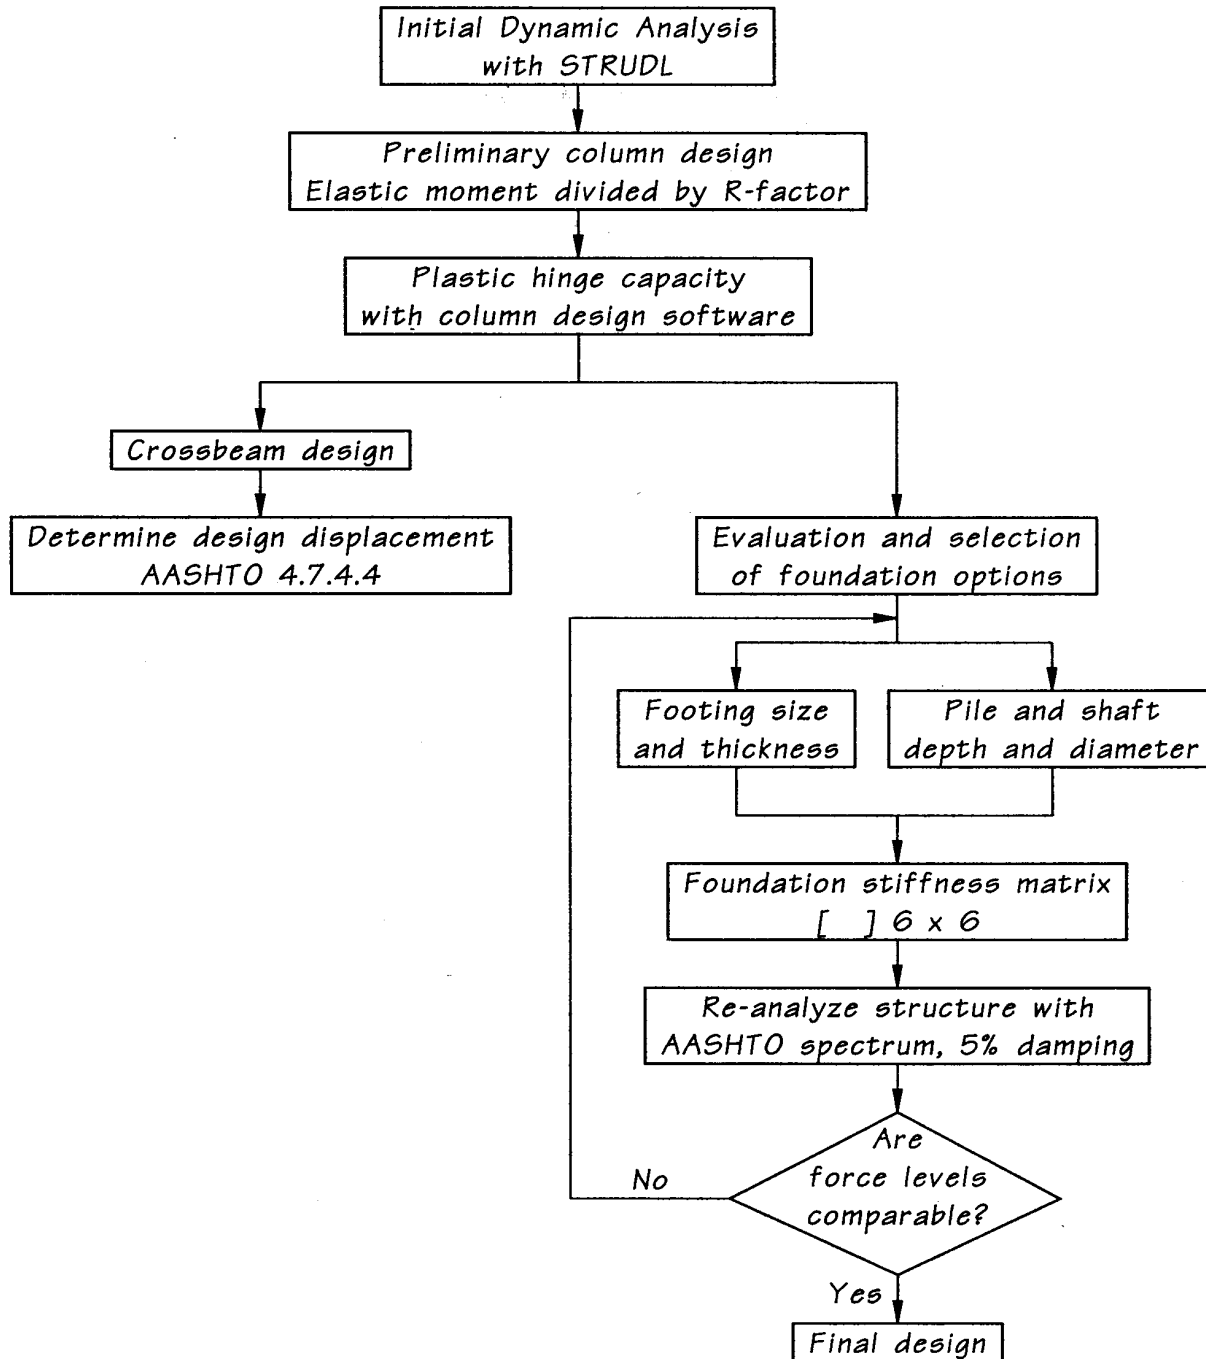 Initial Dynamic Analysis
with STRUDL
Preliminary column design
Elastic moment divided by R-factor
Plastic hinge capacity
with column design software
Crossbeam design
Determine design displacement
AASHTO 4.7.4.4
Evaluation and selection
of foundation options
Footing size
and thickness
Pile and shaft
depth and diameter
Foundation stiffness matrix
[ ] 6 x 6
Re-analyze structure with
AASHTO spectrum, 5% damping
Are
force levels
comparable?
No
Yes
Final design